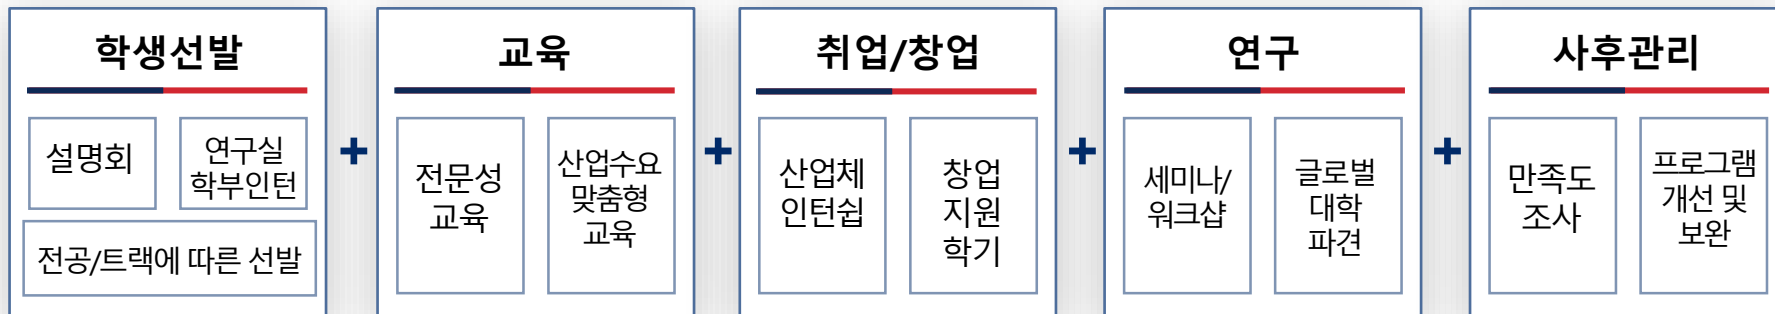 학생선발
설명회
연구실
학부인턴
전공/트랙에 따른 선발
+
교육
전문성
교육
산업수요
맞춤형
교육
+
취업/창업
산업체
인턴쉽
창업
지원
학기
+
연구
세미나/
워크샵
글로벌
대학
파견
+
사후관리
만족도
조사
프로그램
개선 및
보완